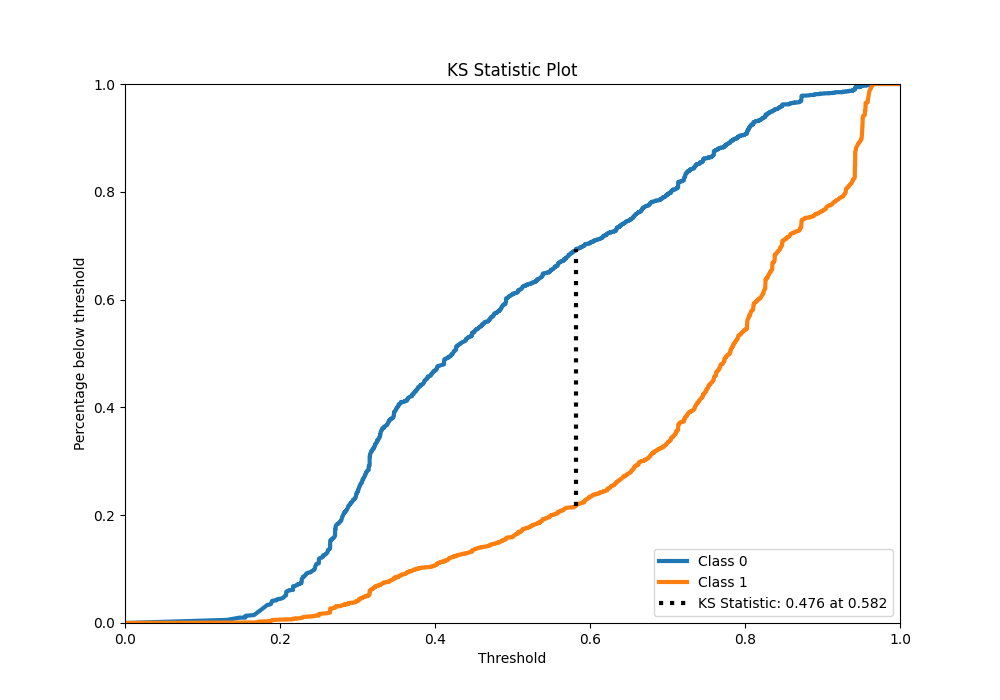 KS Statistic Plot
1.0
0.8
0.6
0.4
0.2
0.0
Percentage below threshold
0.0 0.2 0.4 0.6 0.8 1.0
Threshold
Class 0
Class 1
KS Statistic: 0.476 at 0.582